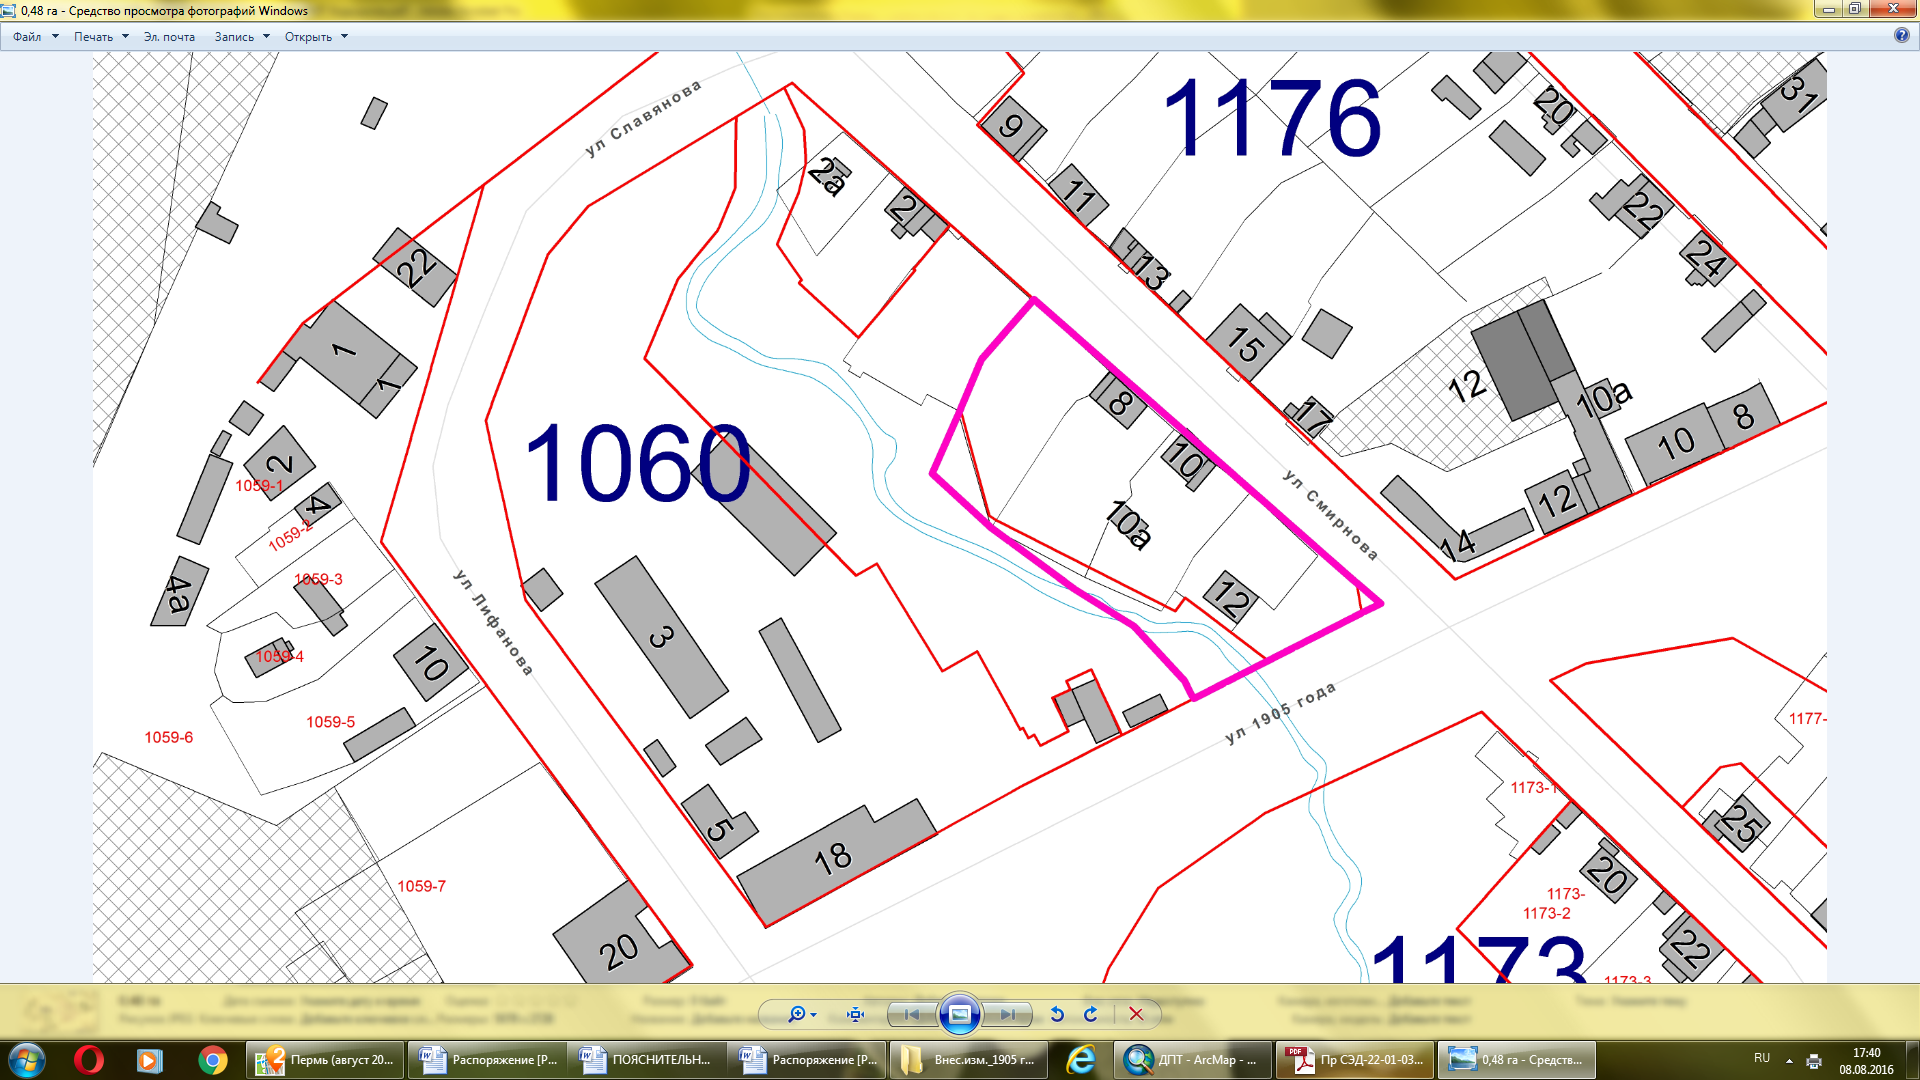 0,48 га - Средство просмотра фотографий Windows
Файл Печать Эл. почта Запись Открыть
1176
1060
1173
ул Славянова
ул Смирнова
ул Лифанова
ул 1905 года
9
11
13
15
17
20
31
22
24
12
10а
10
8
12
14
2а
2
8
10
10а
12
22
1
1
2
4
4а
10
3
5
18
20
25
20
22
1059-1
1059-2
1059-3
1059-4
1059-5
1059-6
1059-7
1177-
1173-1
1173-
1173-2
1173-3
Пермь (август 20...
Распоряжение [Р...
ПОЯСНИТЕЛЬН...
Распоряжение [Р...
Внес.изм._1905 г...
ДПТ - ArcMap - ...
Пр СЭД-22-01-03...
0,48 га - Средств...
RU
17:40
08.08.2016